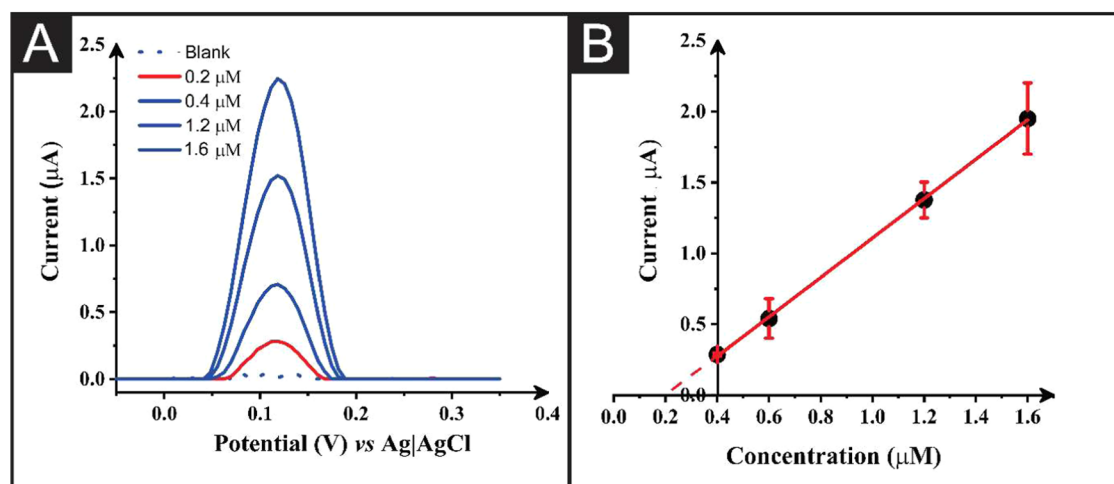 A
Blank
0.2 μM
0.4 μM
1.2 μM
1.6 μM
2.5
2.0
1.5
1.0
0.5
0.0
Current (μA)
0.0
0.1
0.2
0.3
0.4
Potential (V) vs Ag|AgCl
B
2.5
2.0
1.5
1.0
0.5
0.0
Current . μA)
0.0
0.2
0.4
0.6
0.8
1.0
1.2
1.4
1.6
Concentration (μM)